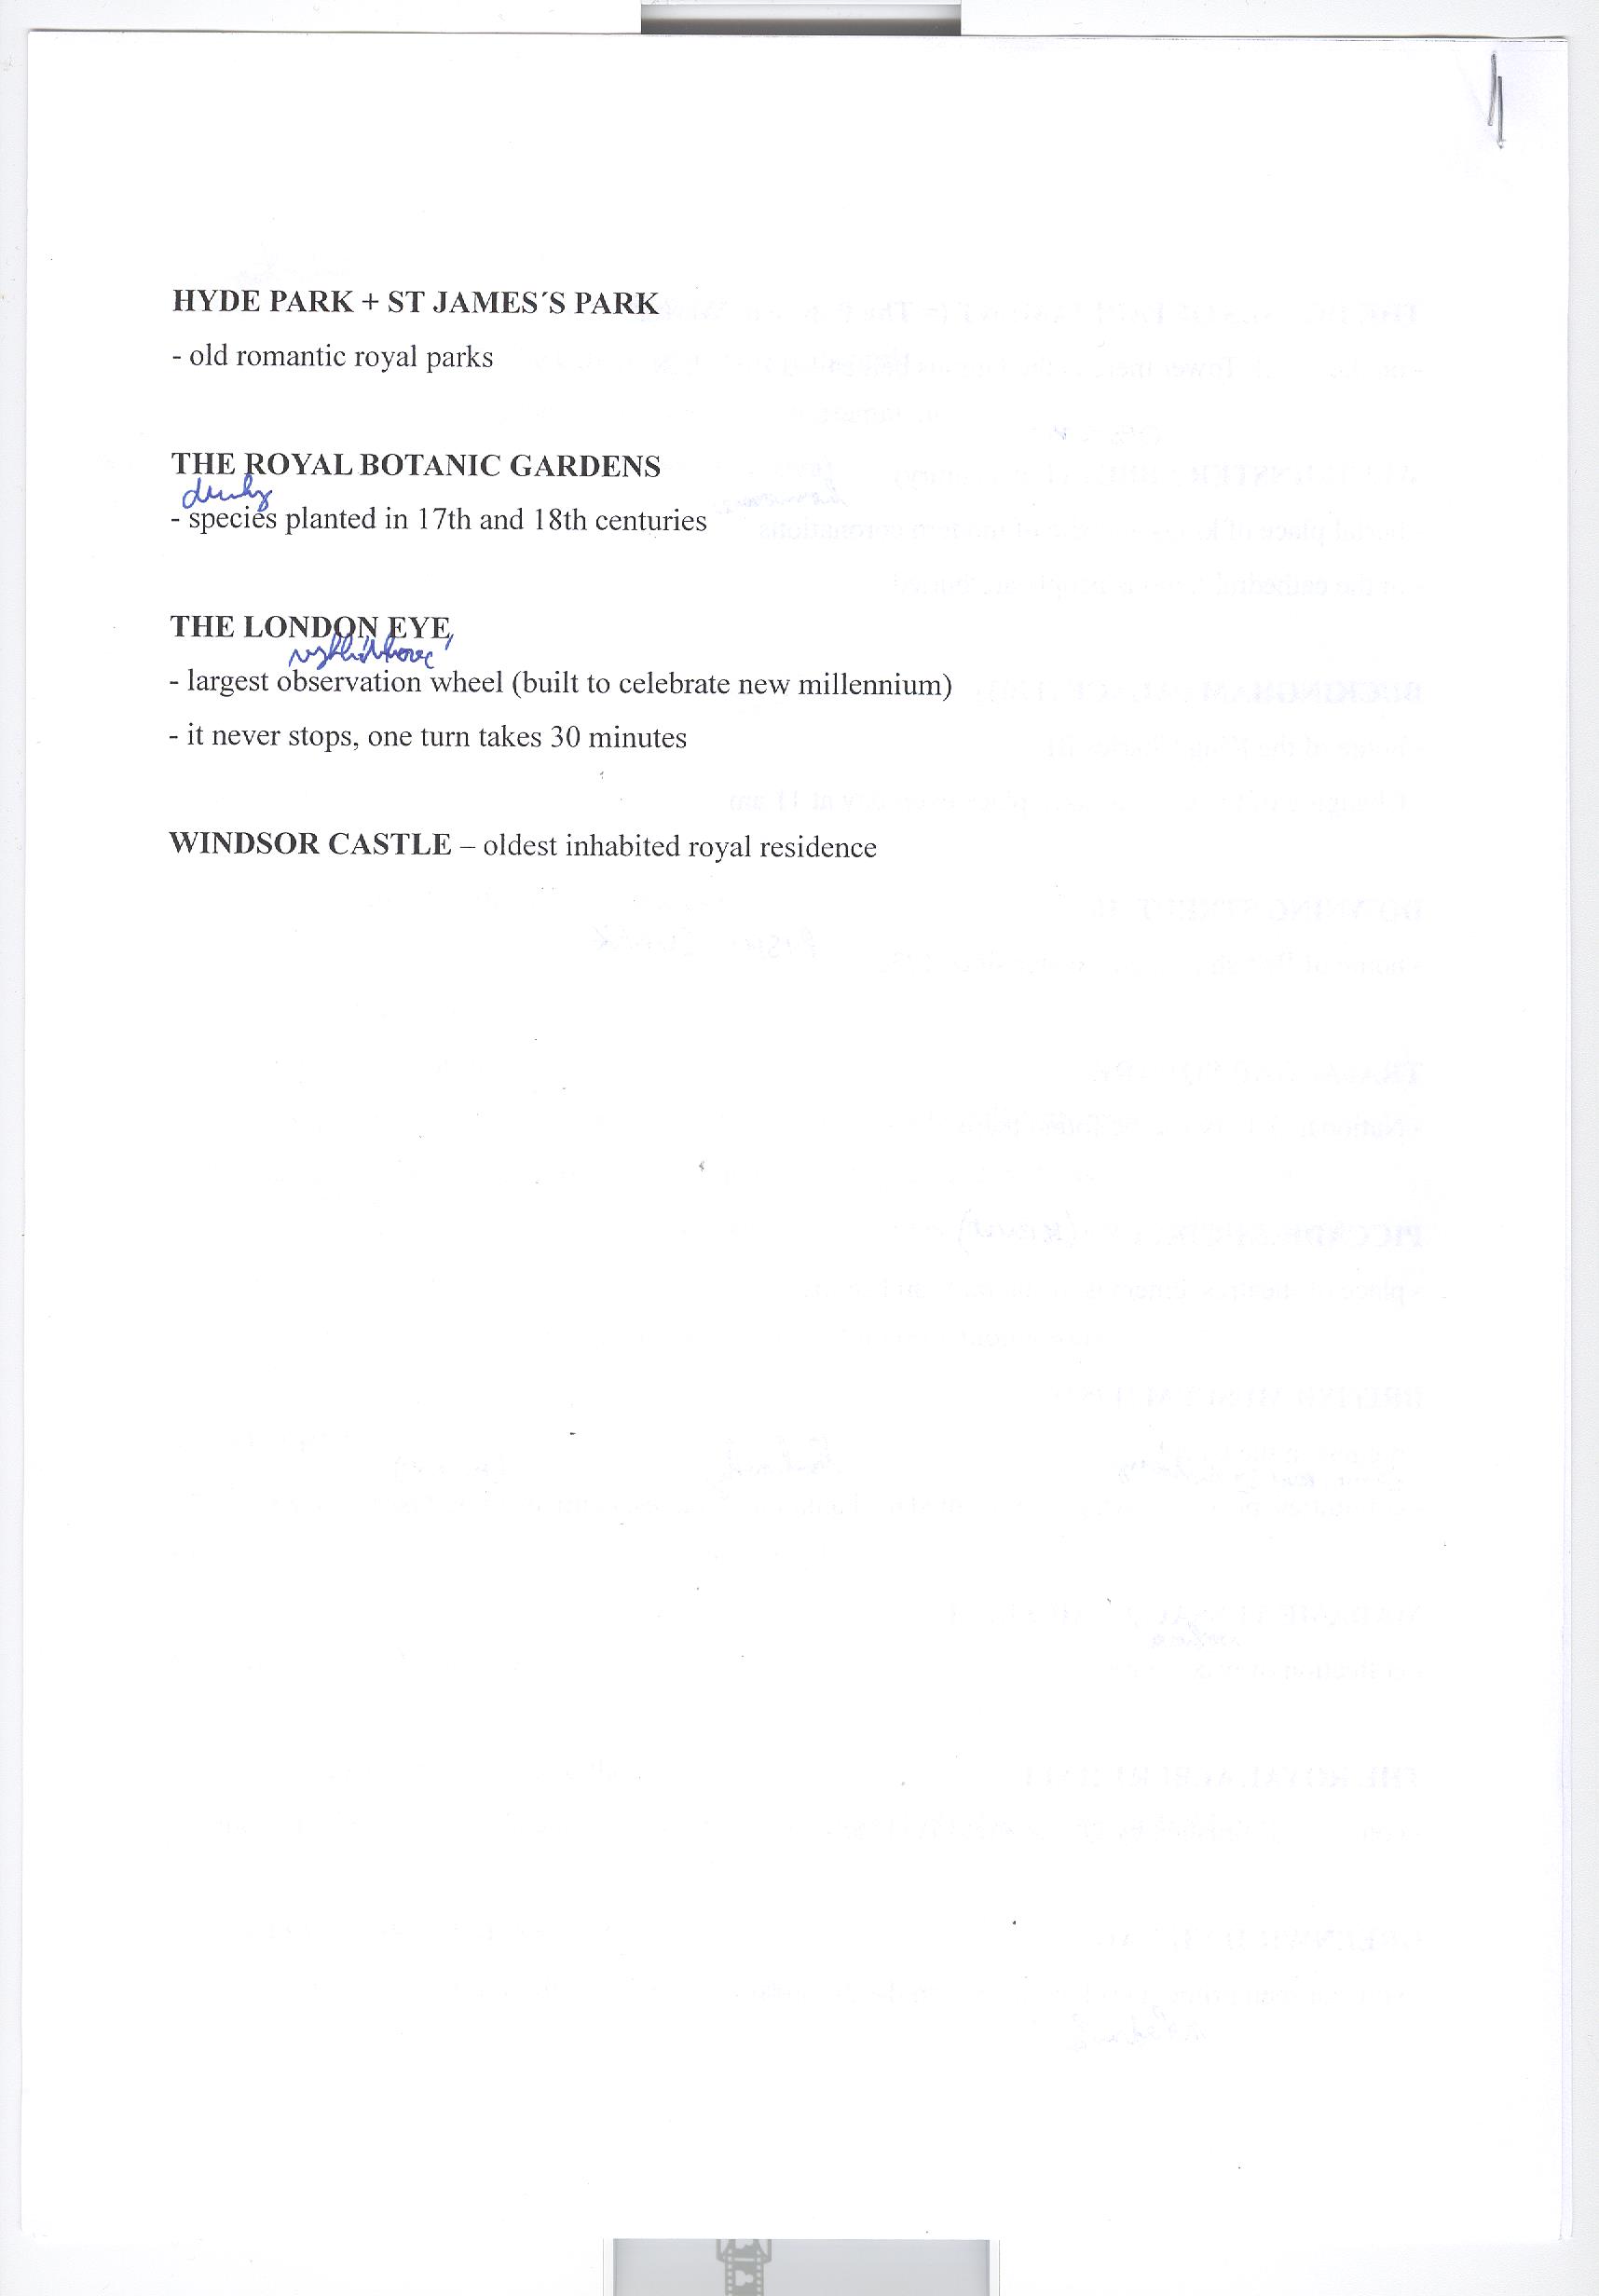 HYDE PARK + ST JAMES´S PARK
- old romantic royal parks
THE ROYAL BOTANIC GARDENS
druhy
- species planted in 17th and 18th centuries
THE LONDON EYE
- largest observation wheel (built to celebrate new millennium)
- it never stops, one turn takes 30 minutes
WINDSOR CASTLE – oldest inhabited royal residence